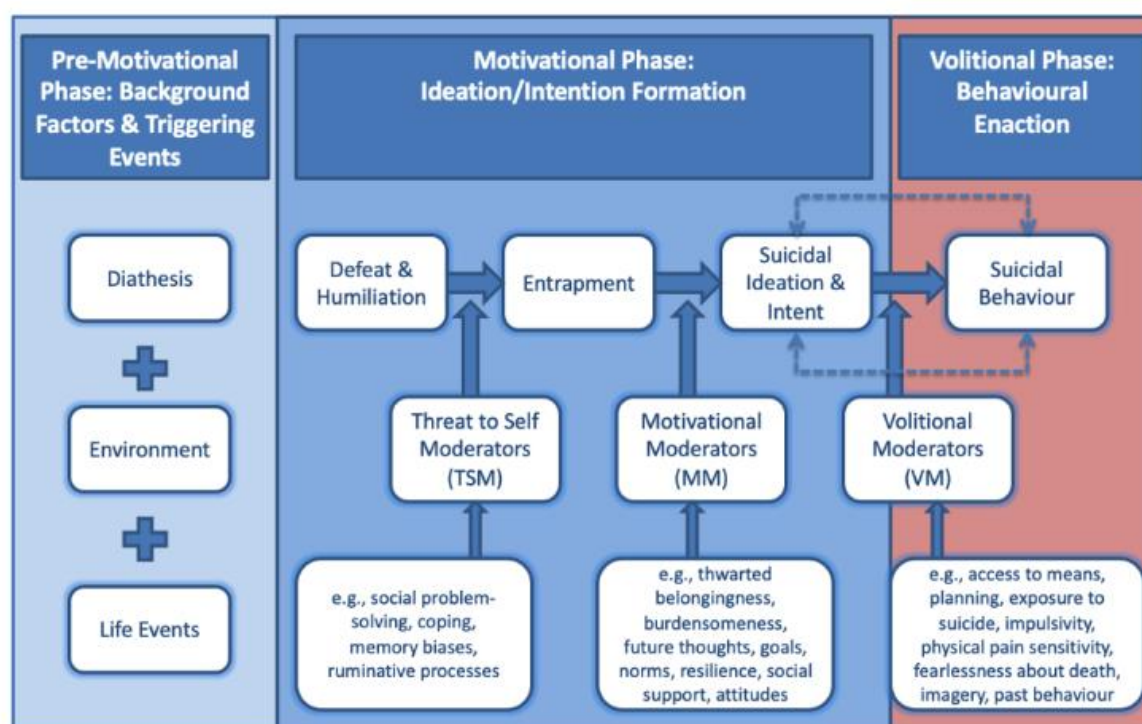 Pre-Motivational
Phase: Background
Factors & Triggering
Events
Motivational Phase:
Ideation/Intention Formation
Volitional Phase:
Behavioural
Enaction
Diathesis
Environment
Life Events
Defeat &
Humiliation
Entrapment
Suicidal
Ideation &
Intent
Suicidal
Behaviour
Threat to Self
Moderators
(TSM)
Motivational
Moderators
(MM)
Volitional
Moderators
(VM)
e.g., social problem-
solving, coping,
memory biases,
ruminative processes
e.g., thwarted
belongingness,
burdensomeness,
future thoughts, goals,
norms, resilience, social
support, attitudes
e.g., access to means,
planning, exposure to
suicide, impulsivity,
physical pain sensitivity,
fearlessness about death,
imagery, past behaviour